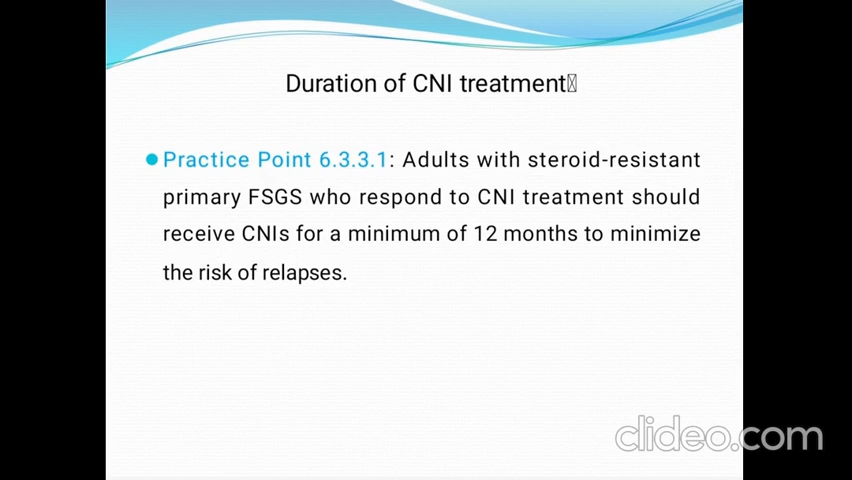 Duration of CNI treatment
Practice Point 6.3.3.1: Adults with steroid-resistant
primary FSGS who respond to CNI treatment should
receive CNIs for a minimum of 12 months to minimize
the risk of relapses.
clideo.com